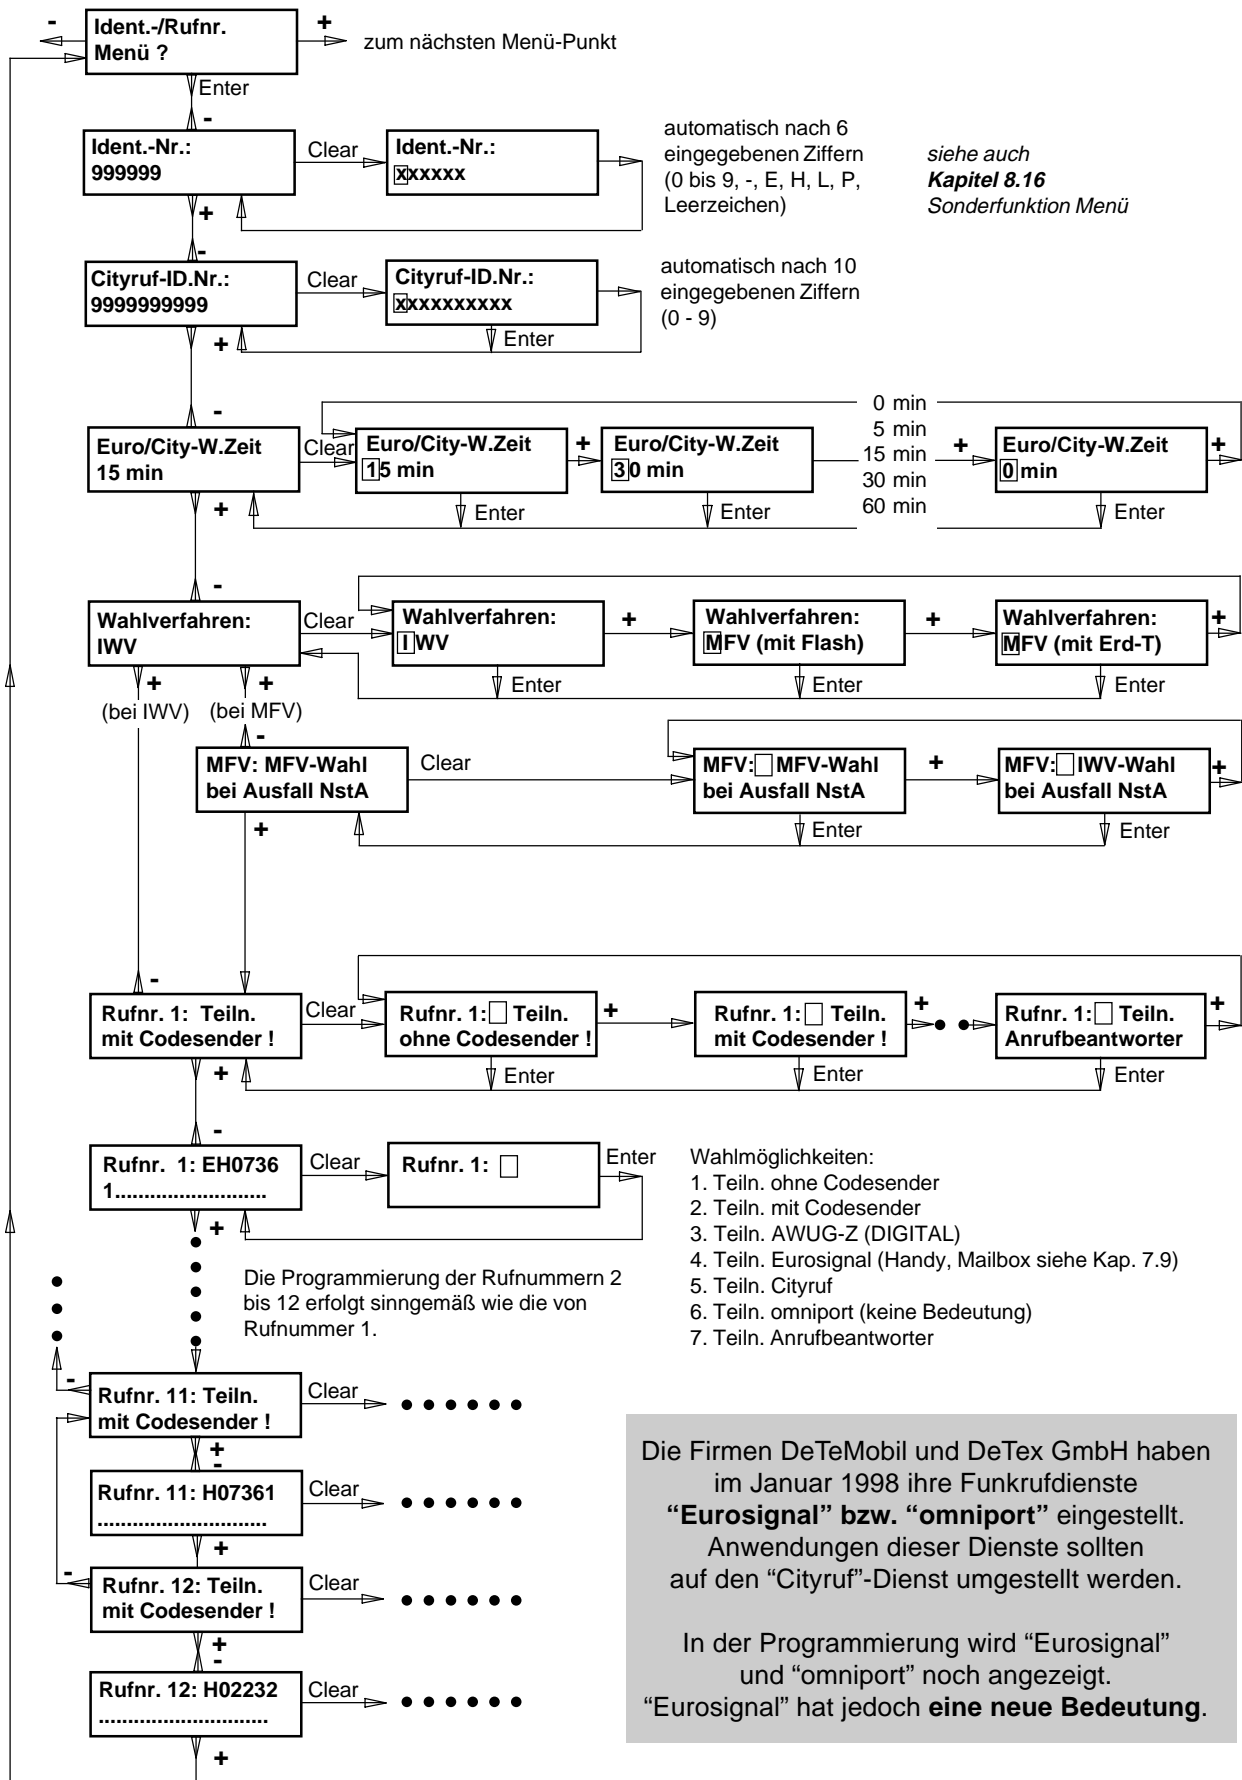 -
Ident.-/Rufnr.
Menü ?
+
zum nächsten Menü-Punkt
Enter
-
Ident.-Nr.:
999999
Clear
Ident.-Nr.:
xxxxxx
automatisch nach 6
eingegebenen Ziffern
(0 bis 9, -, E, H, L, P,
Leerzeichen)
siehe auch
Kapitel 8.16
Sonderfunktion Menü
+
-
Cityruf-ID.Nr.:
9999999999
Clear
Cityruf-ID.Nr.:
xxxxxxxxxx
automatisch nach 10
eingegebenen Ziffern
(0 - 9)
+
Enter
-
Euro/City-W.Zeit
15 min
Clear
Euro/City-W.Zeit
15 min
+
Euro/City-W.Zeit
30 min
0 min
5 min
15 min
30 min
60 min
+
Euro/City-W.Zeit
0 min
+
+
Enter
Enter
Enter
-
Wahlverfahren:
IWV
Clear
Wahlverfahren:
IWV
+
Wahlverfahren:
MFV (mit Flash)
+
Wahlverfahren:
MFV (mit Erd-T)
+
Enter
Enter
Enter
+
(bei IWV)
+
(bei MFV)
-
MFV: MFV-Wahl
bei Ausfall NstA
Clear
MFV: MFV-Wahl
bei Ausfall NstA
+
MFV: IWV-Wahl
bei Ausfall NstA
+
+
Enter
Enter
-
Rufnr. 1: Teiln.
mit Codesender !
Clear
Rufnr. 1: Teiln.
ohne Codesender !
+
Rufnr. 1: Teiln.
mit Codesender !
+
Rufnr. 1: Teiln.
Anrufbeantworter
+
+
Enter
Enter
Enter
-
Rufnr. 1: EH0736
1...........................
Clear
Rufnr. 1:
Enter
Wahlmöglichkeiten:
1. Teiln. ohne Codesender
2. Teiln. mit Codesender
3. Teiln. AWUG-Z (DIGITAL)
4. Teiln. Eurosignal (Handy, Mailbox siehe Kap. 7.9)
5. Teiln. Cityruf
6. Teiln. omniport (keine Bedeutung)
7. Teiln. Anrufbeantworter
+
Die Programmierung der Rufnummern 2
bis 12 erfolgt sinngemäß wie die von
Rufnummer 1.
-
Rufnr. 11: Teiln.
mit Codesender !
Clear
+
-
Rufnr. 11: H07361
.............................
Clear
+
-
Rufnr. 12: Teiln.
mit Codesender !
Clear
+
-
Rufnr. 12: H02232
.............................
Clear
+
Die Firmen DeTeMobil und DeTex GmbH haben
im Januar 1998 ihre Funkrufdienste
“Eurosignal” bzw. “omniport” eingestellt.
Anwendungen dieser Dienste sollten
auf den “Cityruf”-Dienst umgestellt werden.
In der Programmierung wird “Eurosignal”
und “omniport” noch angezeigt.
“Eurosignal” hat jedoch eine neue Bedeutung.